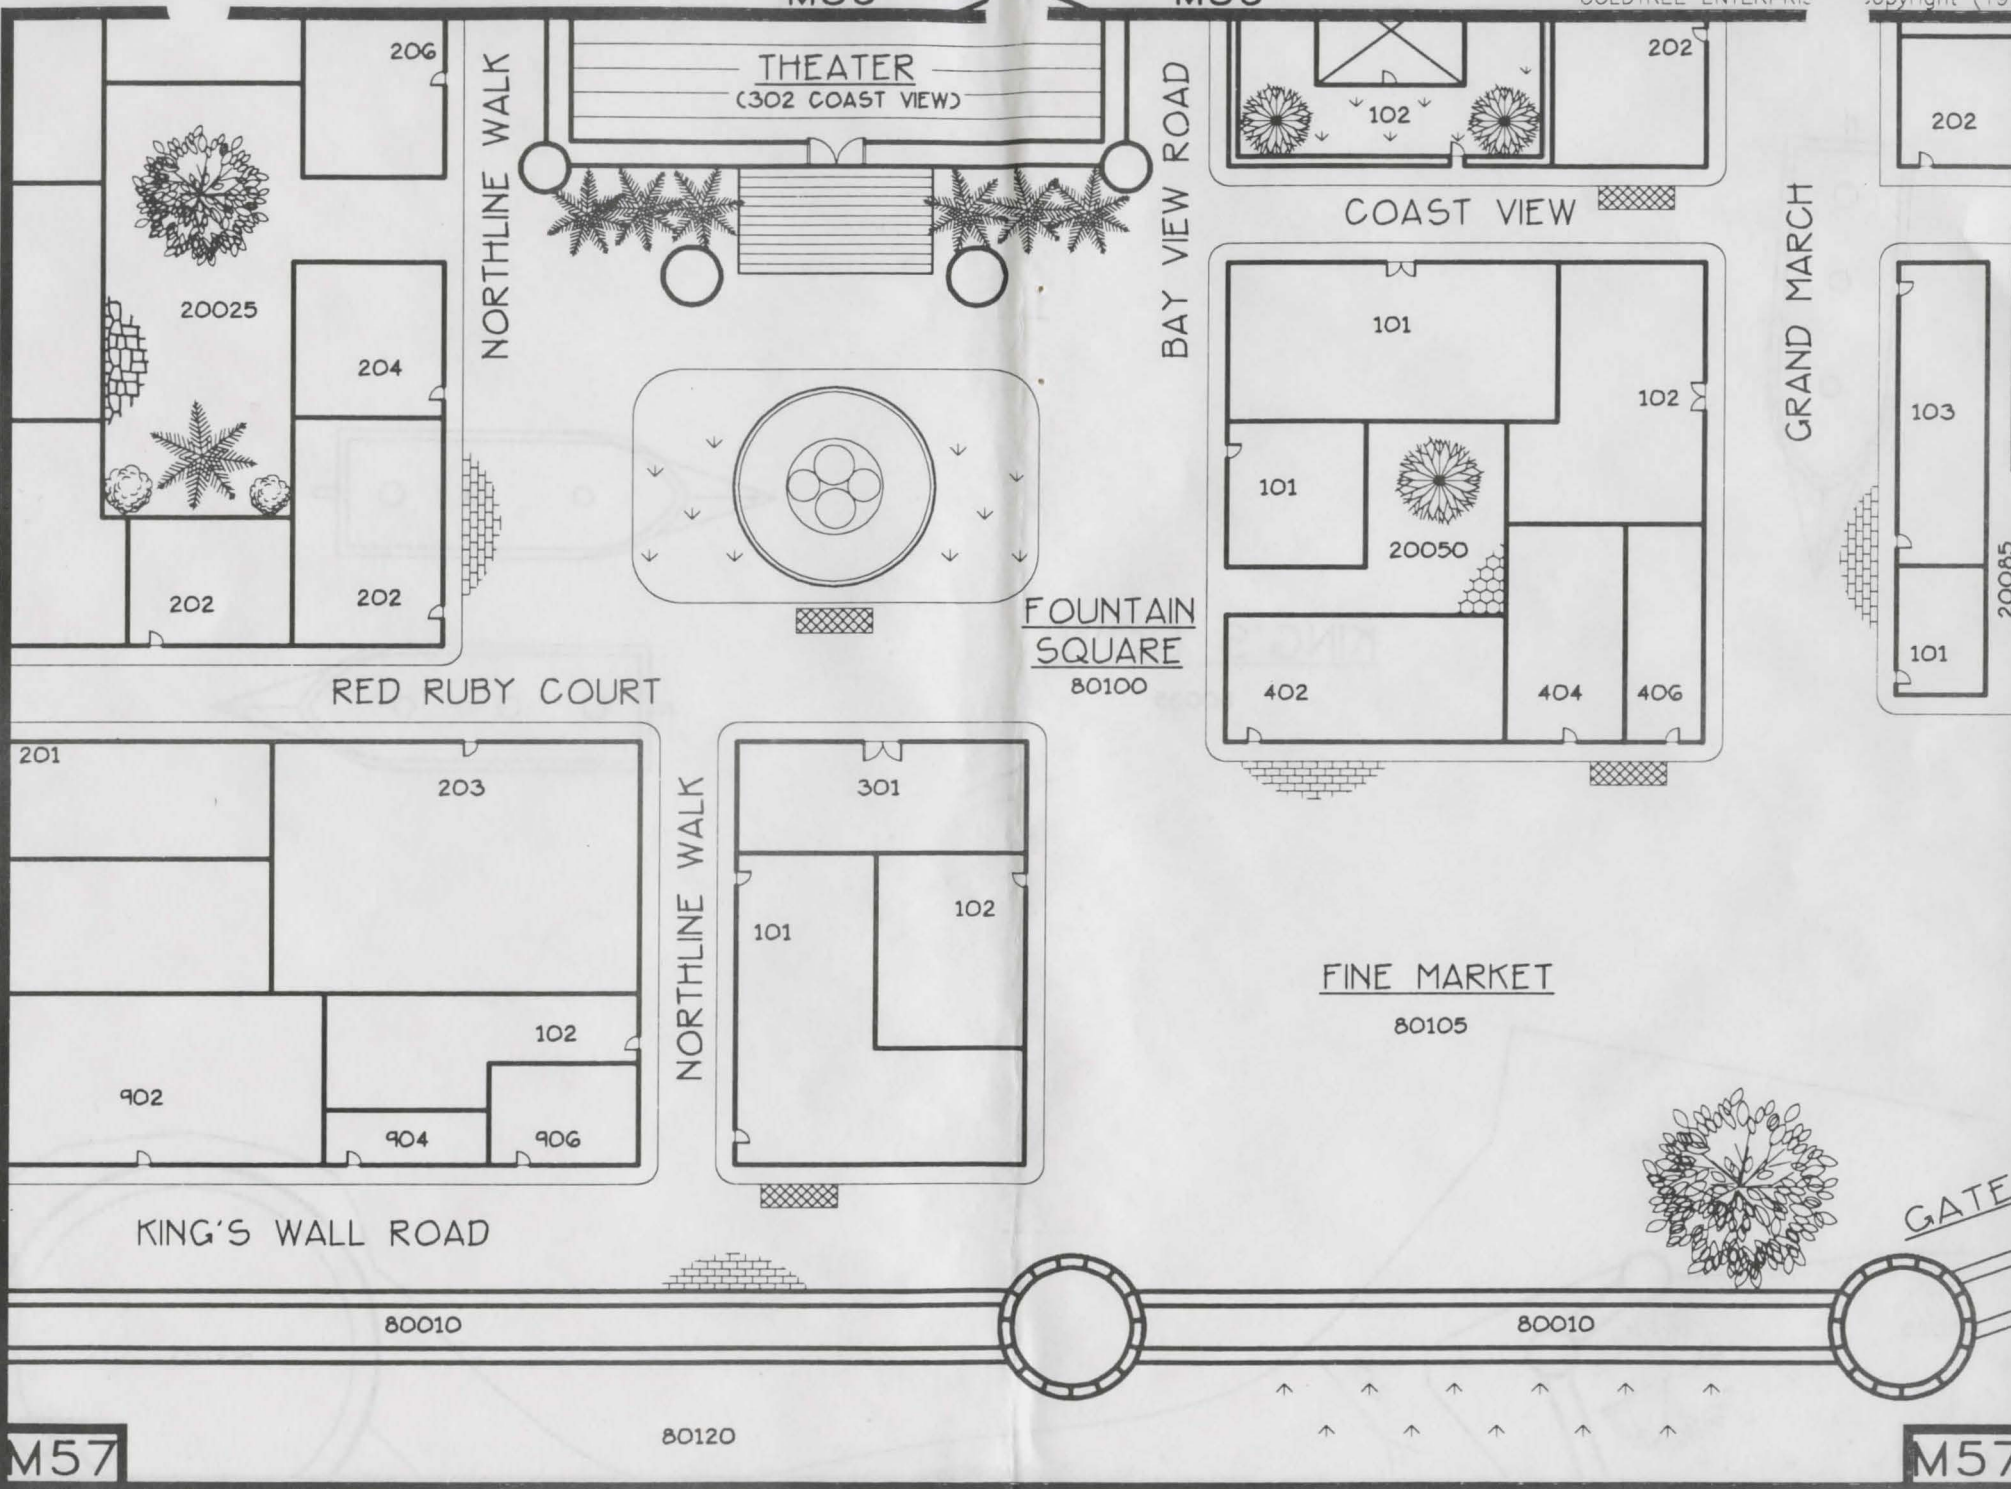 206
NORTHLINE WALK
THEATER
(302 COAST VIEW)
BAY VIEW ROAD
102
202
202
COAST VIEW
GRAND MARCH
20025
204
202
202
101
102
101
20050
103
101
20085
402
404
406
FOUNTAIN
SQUARE
80100
RED RUBY COURT
201
203
301
NORTHLINE WALK
101
102
102
902
904
906
FINE MARKET
80105
KING'S WALL ROAD
GATE
80010
80010
80120
M57
M57